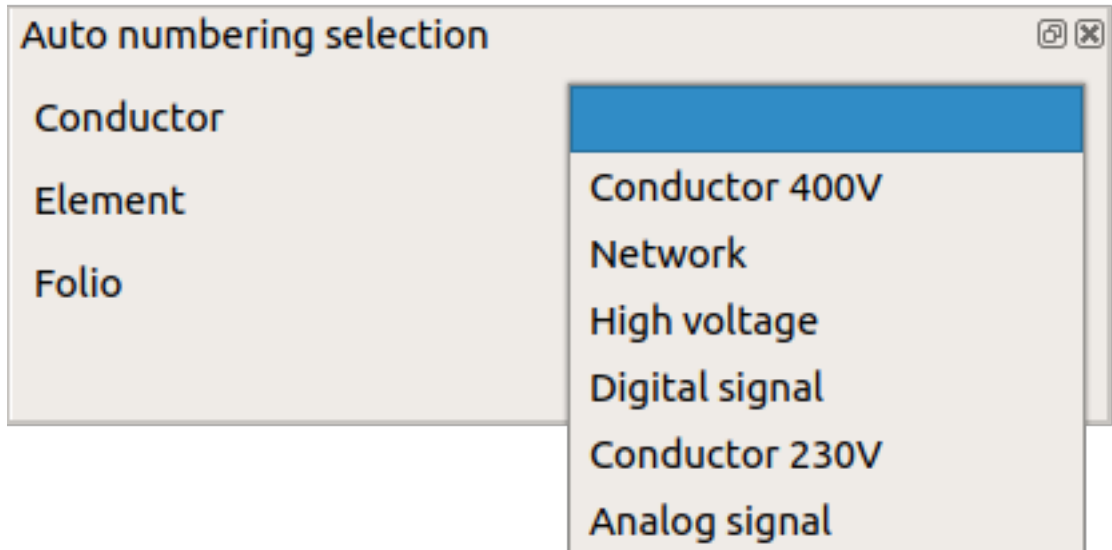 Auto numbering selection
Conductor
Element
Folio
Conductor 400V
Network
High voltage
Digital signal
Conductor 230V
Analog signal